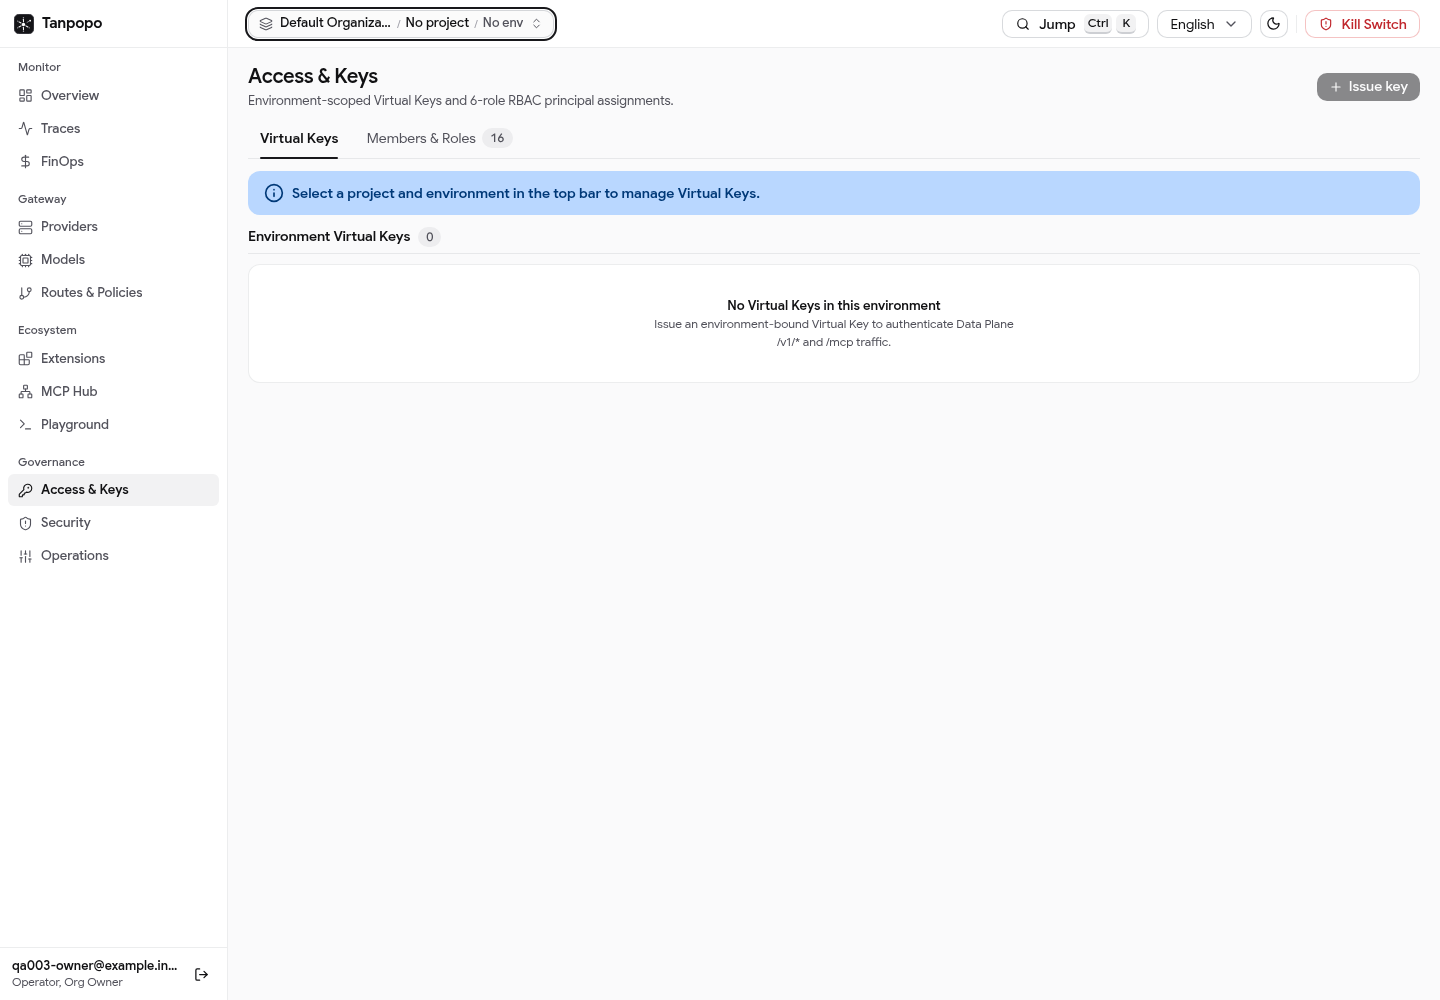 Tanpopo
Default Organiza... / No project / No env
Jump Ctrl K
English
Kill Switch
Monitor
Overview
Traces
FinOps
Gateway
Providers
Models
Routes & Policies
Ecosystem
Extensions
MCP Hub
Playground
Governance
Access & Keys
Security
Operations
qa003-owner@example.in...
Operator, Org Owner
Access & Keys
Environment-scoped Virtual Keys and 6-role RBAC principal assignments.
Issue key
Virtual Keys
Members & Roles 16
Select a project and environment in the top bar to manage Virtual Keys.
Environment Virtual Keys 0
No Virtual Keys in this environment
Issue an environment-bound Virtual Key to authenticate Data Plane
/v1/* and /mcp traffic.